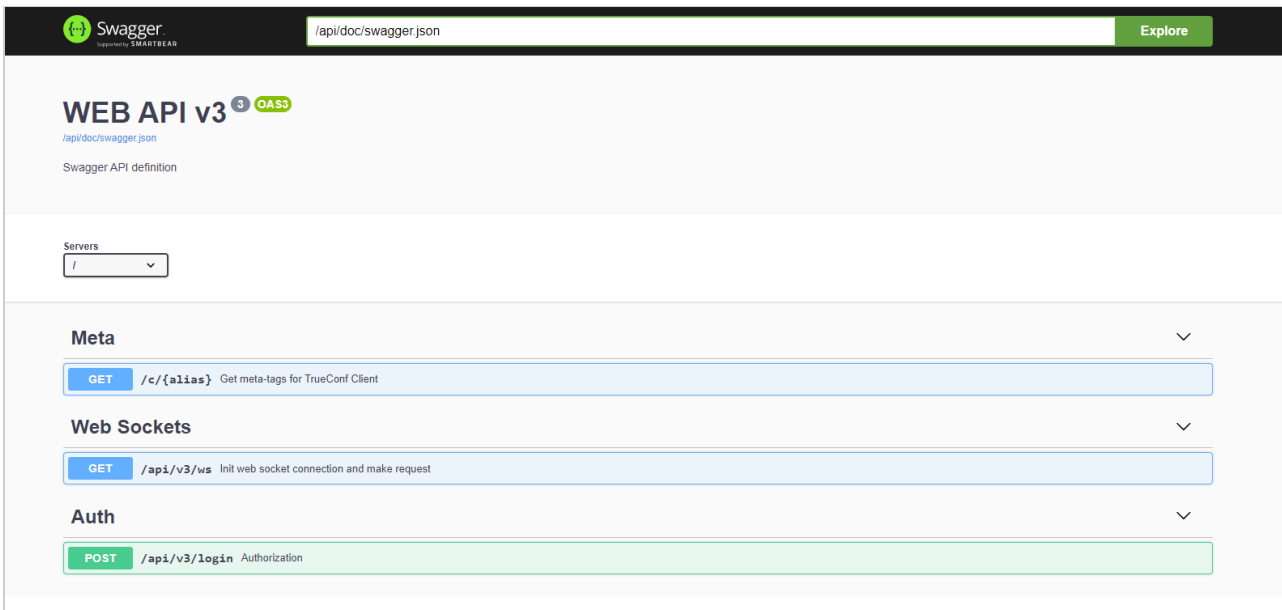 Swagger.
Supported by SMARTBEAR
/api/doc/swagger.json
Explore
WEB API v3 3 OAS3
/api/doc/swagger.json
Swagger API definition
Servers
/
Meta
GET /c/{alias} Get meta-tags for TrueConf Client
Web Sockets
GET /api/v3/ws Init web socket connection and make request
Auth
POST /api/v3/login Authorization